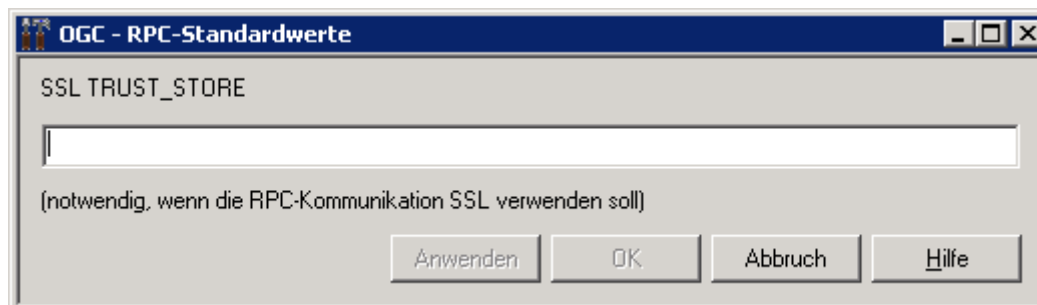 OGC - RPC-Standardwerte
SSL TRUST_STORE
(notwendig, wenn die RPC-Kommunikation SSL verwenden soll)
Anwenden OK Abbruch Hilfe